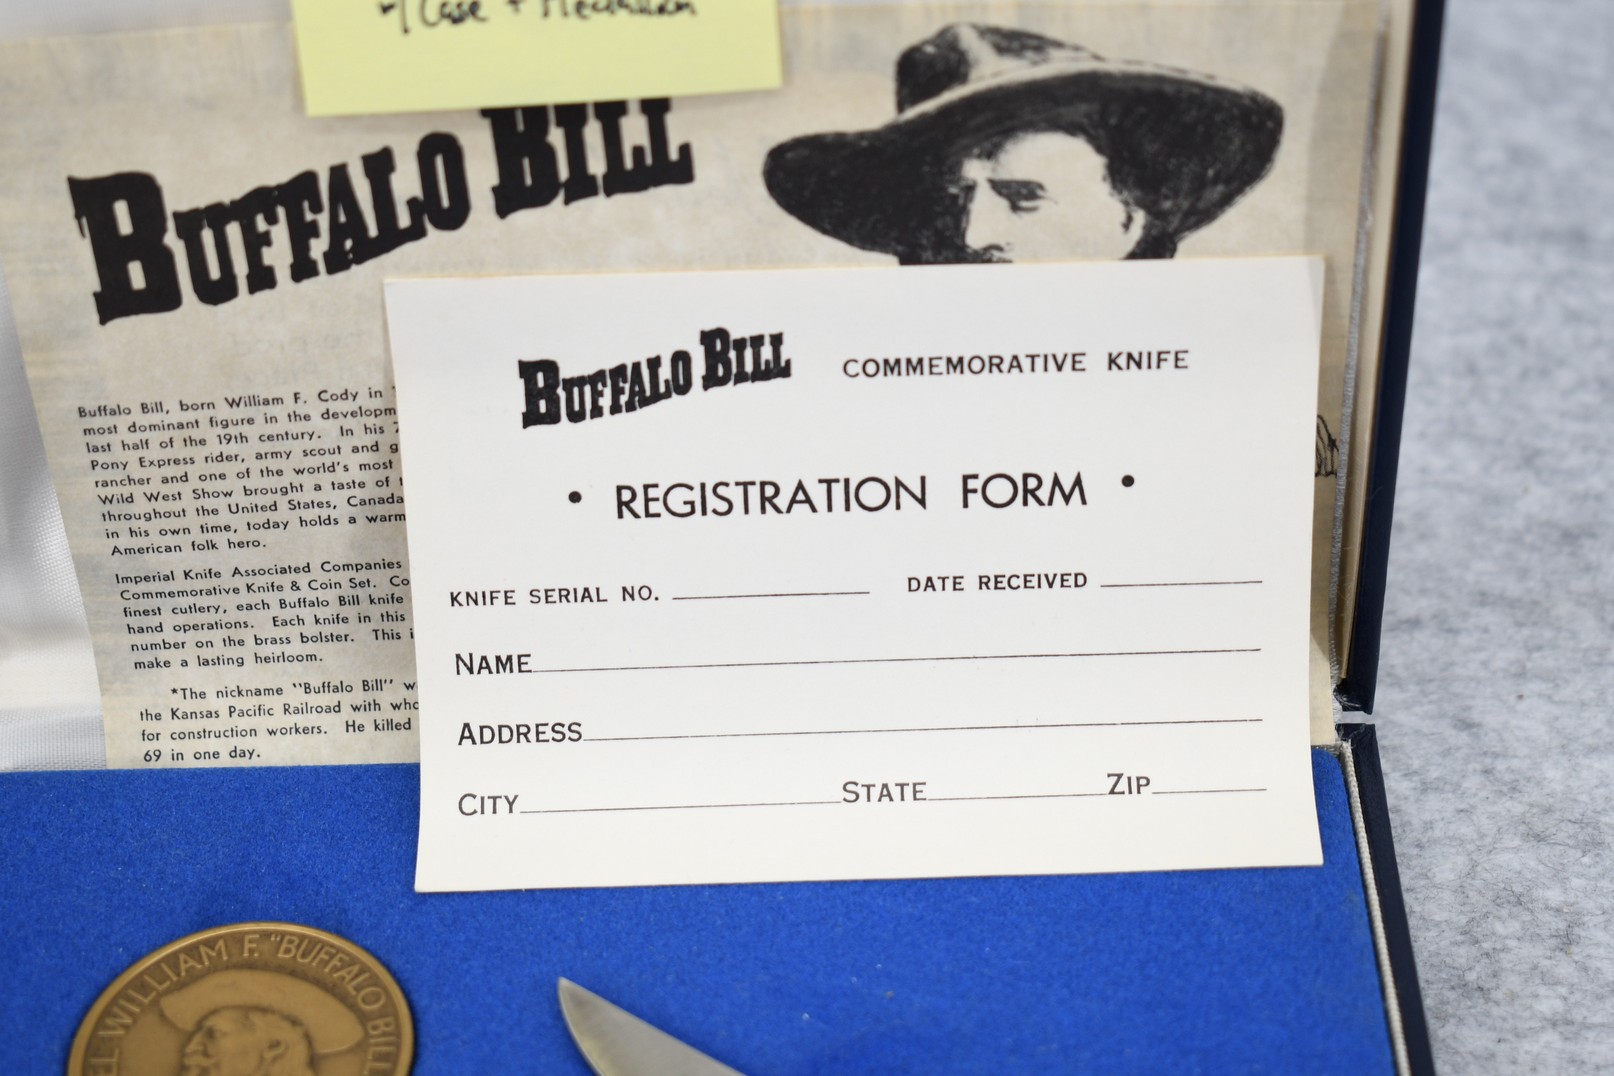 w/ Case + Medallion
BUFFALO BILL
Buffalo Bill, born William F. Cody in
most dominant figure in the developm
last half of the 19th century. In his
Pony Express rider, army scout and g
rancher and one of the world's most
Wild West Show brought a taste of t
throughout the United States, Canada
in his own time, today holds a warm
American folk hero.
Imperial Knife Associated Companies
Commemorative Knife & Coin Set. Co
finest cutlery, each Buffalo Bill knife
hand operations. Each knife in this
number on the brass bolster. This i
make a lasting heirloom.
*The nickname "Buffalo Bill" w
the Kansas Pacific Railroad with who
for construction workers. He killed
69 in one day.
BUFFALO BILL COMMEMORATIVE KNIFE
• REGISTRATION FORM •
KNIFE SERIAL NO. DATE RECEIVED
NAME
ADDRESS
CITY STATE ZIP
EL WILLIAM F. "BUFFALO BILL